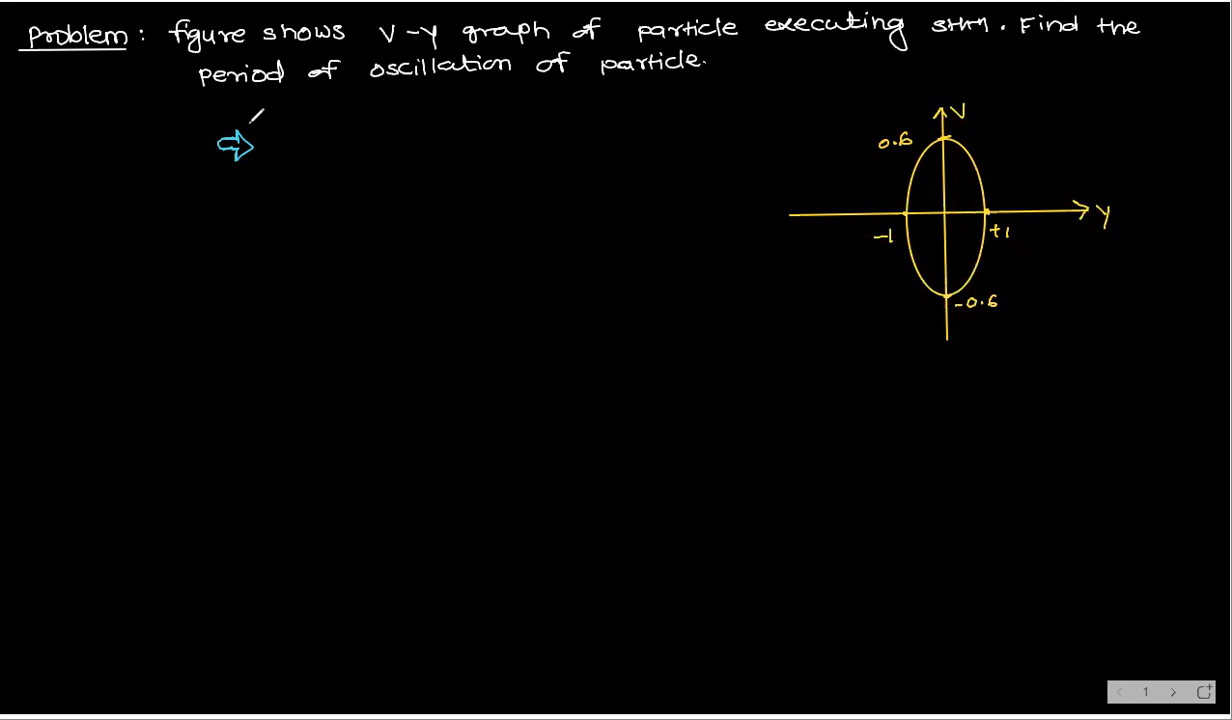 Problem: figure shows V-Y graph of particle executing SHM. Find the
period of oscillation of particle.
V
0.6
Y
-1
+1
-0.6
1